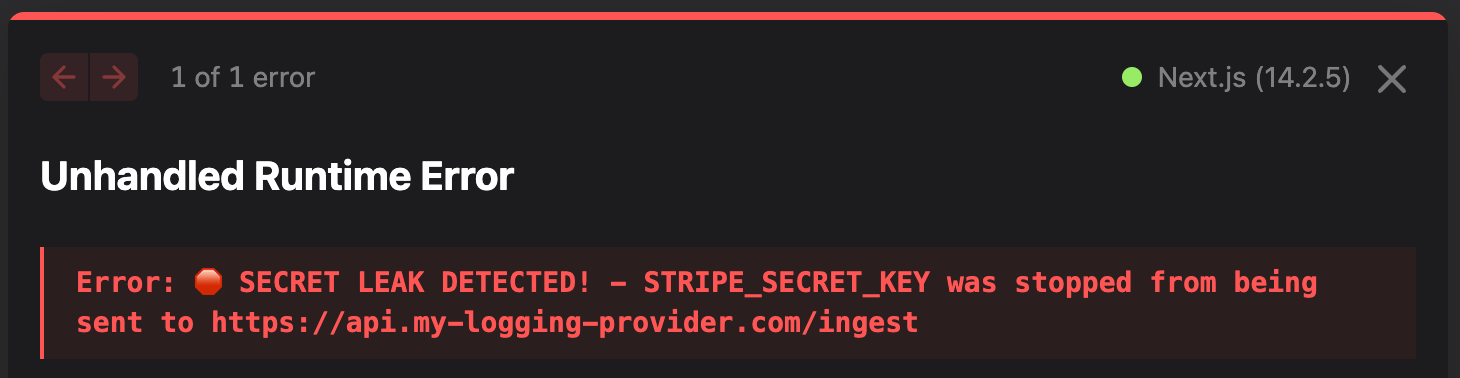 1 of 1 error
Next.js (14.2.5)
Unhandled Runtime Error
Error: 🛑 SECRET LEAK DETECTED! – STRIPE_SECRET_KEY was stopped from being
sent to https://api.my-logging-provider.com/ingest